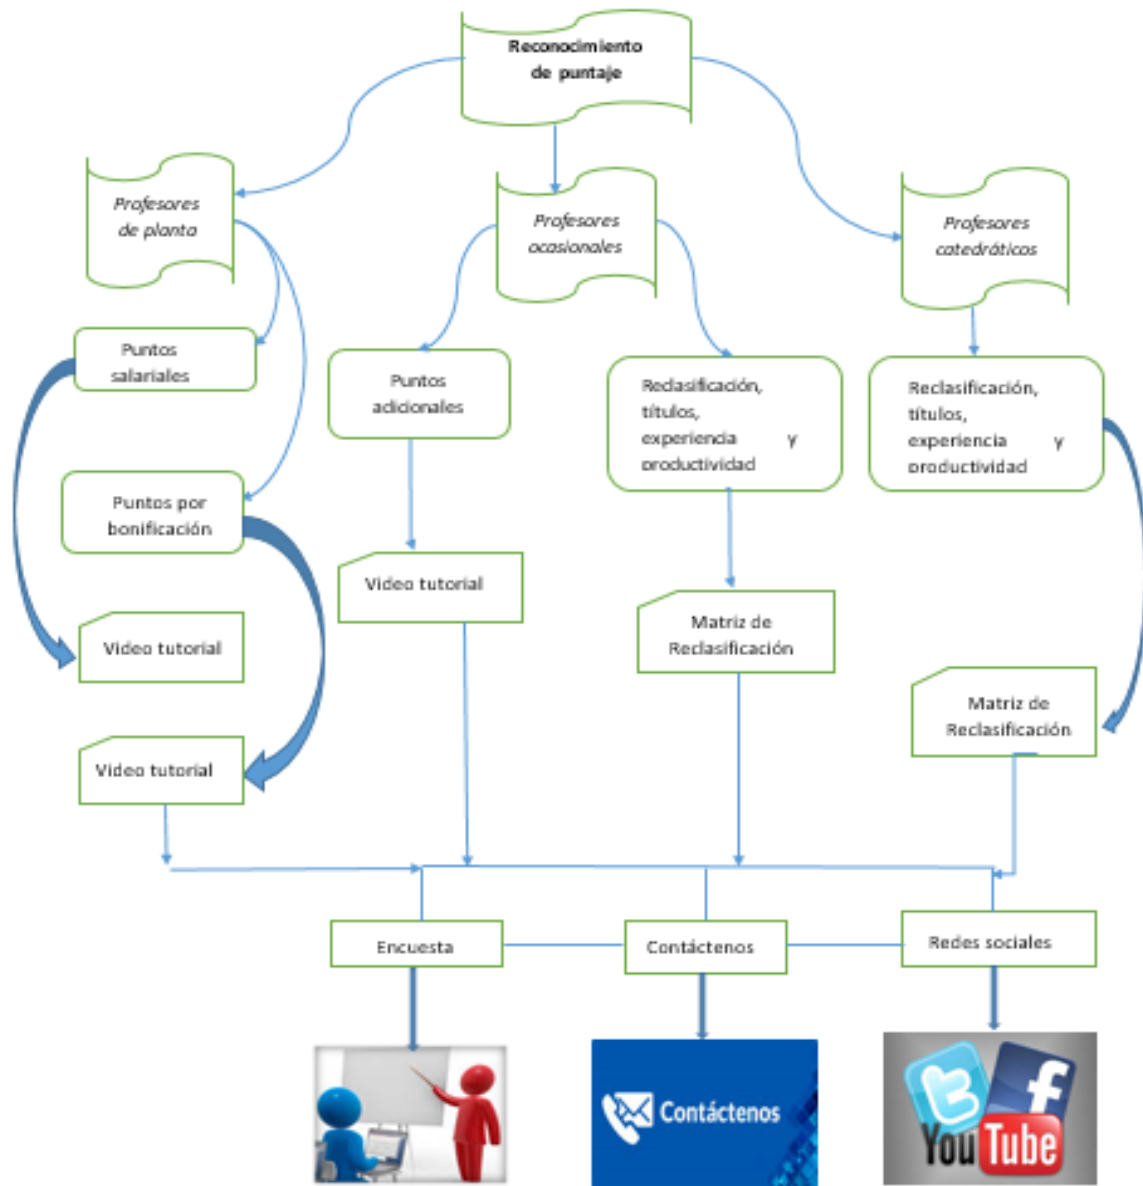 Reconocimiento
de puntaje
Profesores
de planta
Profesores
ocasionales
Profesores
catedráticos
Puntos
salariales
Puntos
adicionales
Reclasificación,
títulos,
experiencia y
productividad
Reclasificación,
títulos,
experiencia y
productividad
Puntos por
bonificación
Video tutorial
Matriz de
Reclasificación
Video tutorial
Matriz de
Reclasificación
Video tutorial
Encuesta
Contáctenos
Redes sociales
Contáctenos
YouTube